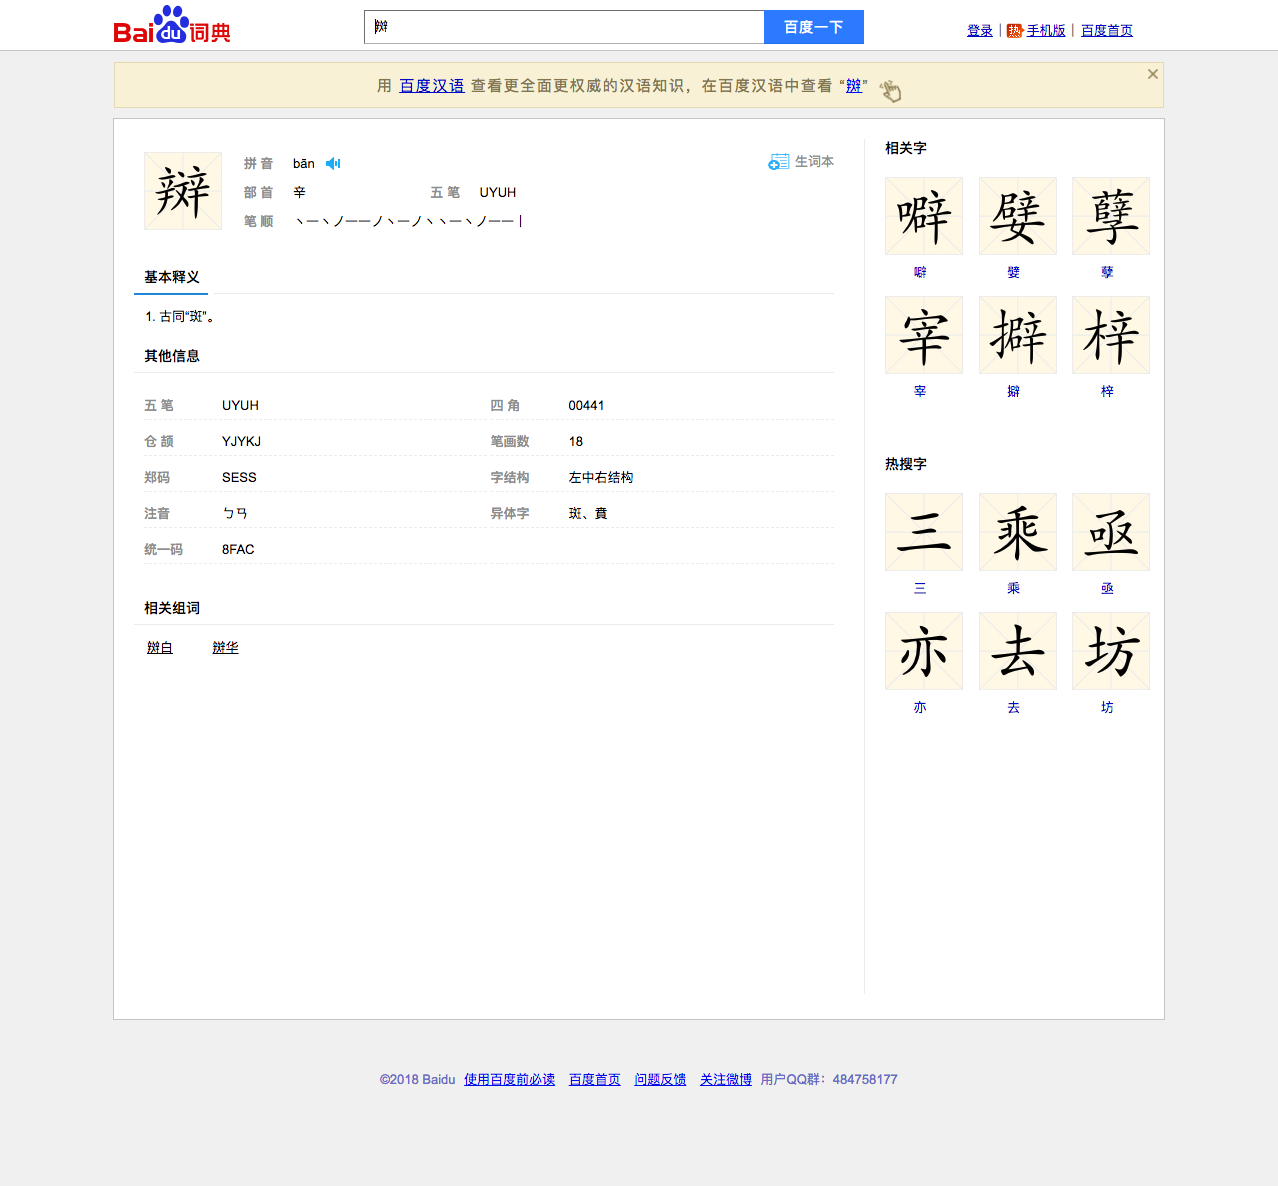 Baidu词典
辬
百度一下
登录 | 热 手机版 | 百度首页
用 百度汉语 查看更全面更权威的汉语知识，在百度汉语中查看 “辬”
辬
拼 音 bān
生词本
部 首 辛 五 笔 UYUH
笔 顺 丶一丶ノ一一ノ丶一ノ丶丶一丶ノ一一丨
基本释义
1. 古同“斑”。
其他信息
五 笔 UYUH 四 角 00441
仓 颉 YJYKJ 笔画数 18
郑码 SESS 字结构 左中右结构
注音 ㄅㄢ 异体字 斑、賁
统一码 8FAC
相关组词
辬白 辬华
相关字
噼 嬖 孽
噼 嬖 孽
宰 擗 梓
宰 擗 梓
热搜字
三 乘 亟
三 乘 亟
亦 去 坊
亦 去 坊
©2018 Baidu 使用百度前必读 百度首页 问题反馈 关注微博 用户QQ群：484758177